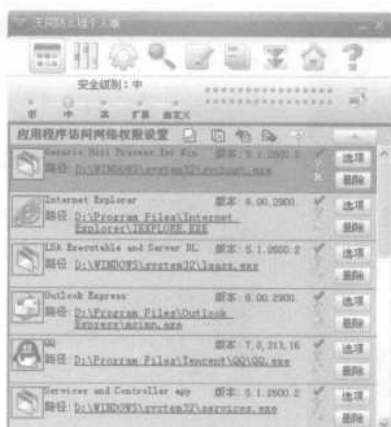 天网防火墙个人版
安全级别：中
低 中 高 扩展 自定义
应用程序访问网络权限设置
Generic Host Process for Win 版本：5.1.2600.2 选项
路径 D:\WINDOWS\system32\svchost.exe 删除
Internet Explorer 版本：6.00.2900. 选项
路径 D:\Program Files\Internet 删除
Explorer\IEXPLORE.EXE
LSA Executable and Server DL 版本：5.1.2600.2 选项
路径 D:\WINDOWS\system32\lsass.exe 删除
Outlook Express 版本：6.00.2900. 选项
路径 D:\Program Files\Outlook 删除
Express\msimn.exe
QQ 版本：7,0,313,16 选项
路径 D:\Program Files\Tencent\QQ\QQ.exe 删除
Services and Controller app 版本：5.1.2600.2 选项
路径 D:\WINDOWS\system32\services.exe 删除